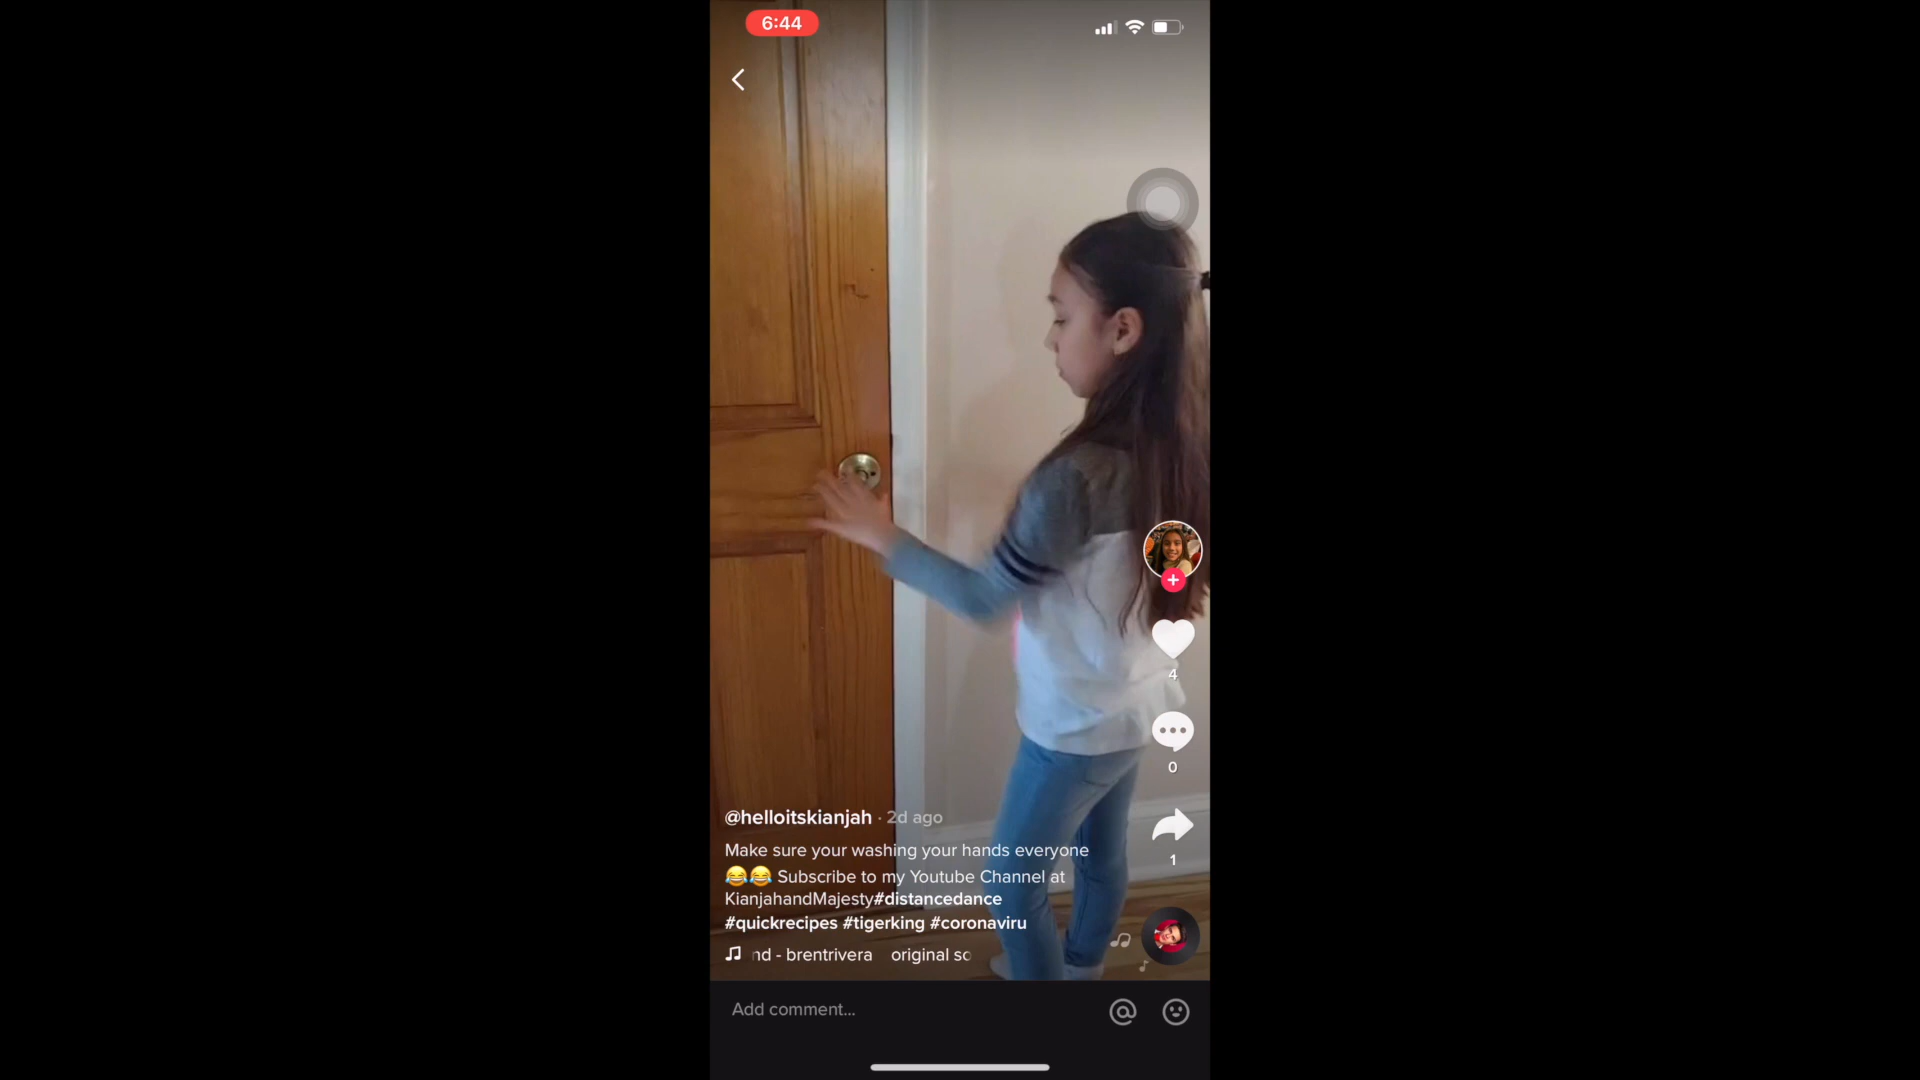 6:44
@helloitskianjah · 2d ago
Make sure your washing your hands everyone
😂😂 Subscribe to my Youtube Channel at
KianjahandMajesty#distancedance
#quickrecipes #tigerking #coronaviru
nd - brentrivera original so
4
0
1
Add comment...